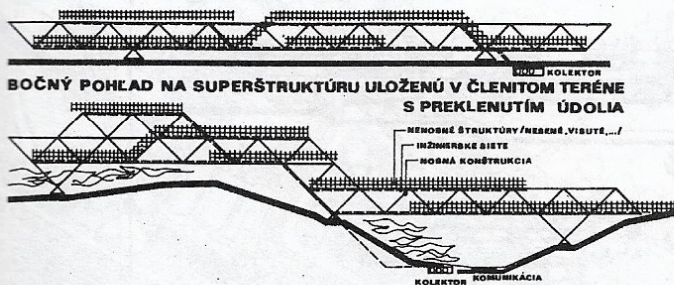 KOLEKTOR
BOČNÝ POHĽAD NA SUPERŠTRUKTÚRU ULOŽENÚ V ČLENITOM TERÉNE
S PREKLENUTÍM ÚDOLIA
NENOSNÉ ŠTRUKTÚRY /NESENÉ, VISUTÉ,.../
INŽINIERSKE SIETE
NOSNÁ KONŠTRUKCIA
KOMUNIKÁCIA
KOLEKTOR